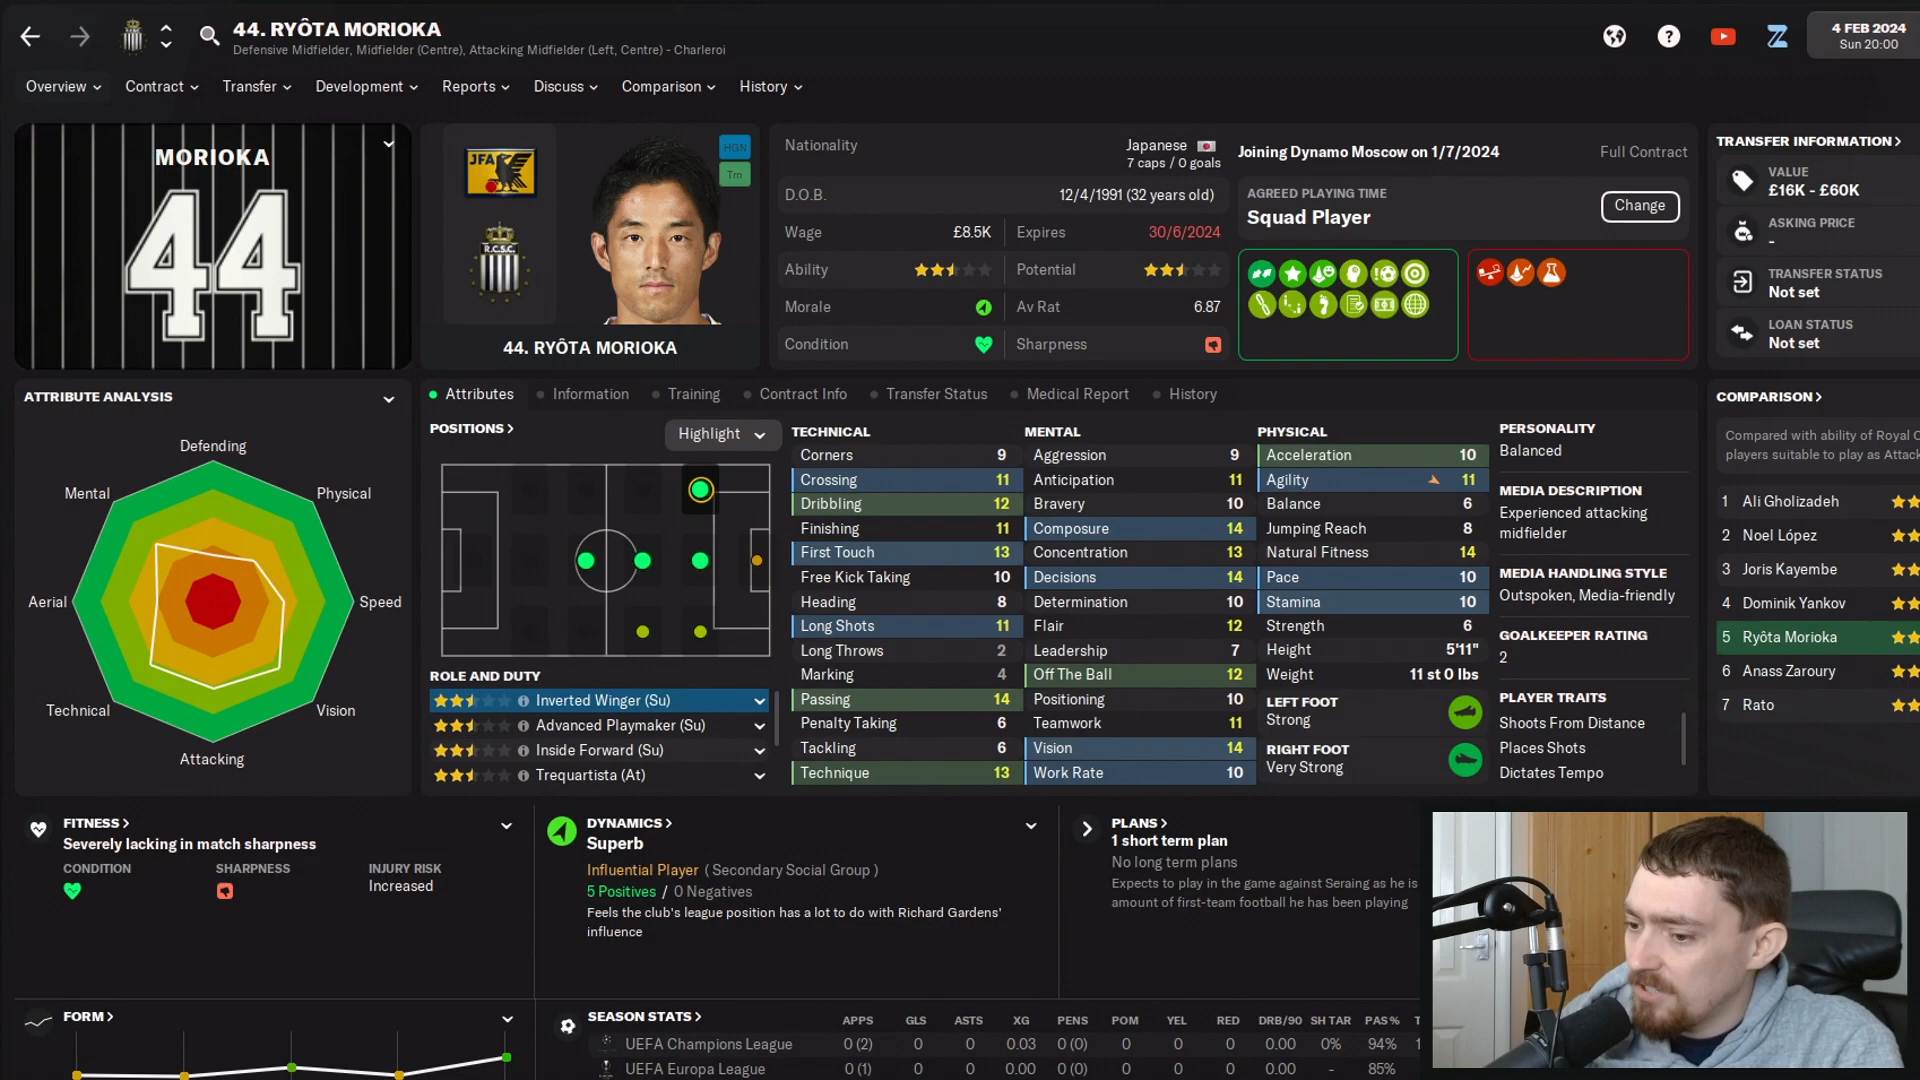 44. RYÔTA MORIOKA
Defensive Midfielder, Midfielder (Centre), Attacking Midfielder (Left, Centre) - Charleroi
4 FEB 2024
Sun 20:00
Overview
Contract
Transfer
Development
Reports
Discuss
Comparison
History
MORIOKA
44
JFA
R.C.S.C.
HGN
Trn
44. RYÔTA MORIOKA
Nationality
Japanese
7 caps / 0 goals
D.O.B.
12/4/1991 (32 years old)
Wage £8.5K
Expires 30/6/2024
Ability
Potential
Morale
Av Rat 6.87
Condition
Sharpness
Joining Dynamo Moscow on 1/7/2024
Full Contract
AGREED PLAYING TIME
Squad Player
Change
TRANSFER INFORMATION
VALUE
£16K - £60K
ASKING PRICE
-
TRANSFER STATUS
Not set
LOAN STATUS
Not set
ATTRIBUTE ANALYSIS
Defending
Mental
Physical
Aerial
Speed
Technical
Vision
Attacking
Attributes
Information
Training
Contract Info
Transfer Status
Medical Report
History
POSITIONS
Highlight
ROLE AND DUTY
Inverted Winger (Su)
Advanced Playmaker (Su)
Inside Forward (Su)
Trequartista (At)
TECHNICAL
Corners 9
Crossing 11
Dribbling 12
Finishing 11
First Touch 13
Free Kick Taking 10
Heading 8
Long Shots 11
Long Throws 2
Marking 4
Passing 14
Penalty Taking 6
Tackling 6
Technique 13
MENTAL
Aggression 9
Anticipation 11
Bravery 10
Composure 14
Concentration 13
Decisions 14
Determination 10
Flair 12
Leadership 7
Off The Ball 12
Positioning 10
Teamwork 11
Vision 14
Work Rate 10
PHYSICAL
Acceleration 10
Agility 11
Balance 6
Jumping Reach 8
Natural Fitness 14
Pace 10
Stamina 10
Strength 6
Height 5'11"
Weight 11 st 0 lbs
LEFT FOOT
Strong
RIGHT FOOT
Very Strong
PERSONALITY
Balanced
MEDIA DESCRIPTION
Experienced attacking
midfielder
MEDIA HANDLING STYLE
Outspoken, Media-friendly
GOALKEEPER RATING
2
PLAYER TRAITS
Shoots From Distance
Places Shots
Dictates Tempo
COMPARISON
Compared with ability of Royal
players suitable to play as
1 Ali Gholizadeh
2 Noel López
3 Joris Kayembe
4 Dominik Yankov
5 Ryôta Morioka
6 Anass Zaroury
7 Rato
FITNESS
Severely lacking in match sharpness
CONDITION
SHARPNESS
INJURY RISK
Increased
DYNAMICS
Superb
Influential Player ( Secondary Social Group )
5 Positives / 0 Negatives
Feels the club's league position has a lot to do with Richard Gardens'
influence
PLANS
1 short term plan
No long term plans
Expects to play in the game against Seraing as he is
amount of first-team football he has been playing
FORM
SEASON STATS
APPS GLS ASTS XG PENS POM YEL RED DRB/90 SH TAR PAS %
UEFA Champions League 0 (2) 0 0 0.03 0 (0) 0 0 0 0.00 0% 94%
UEFA Europa League 0 (1) 0 0 0.00 0 (0) 0 0 0 0.00 - 85%